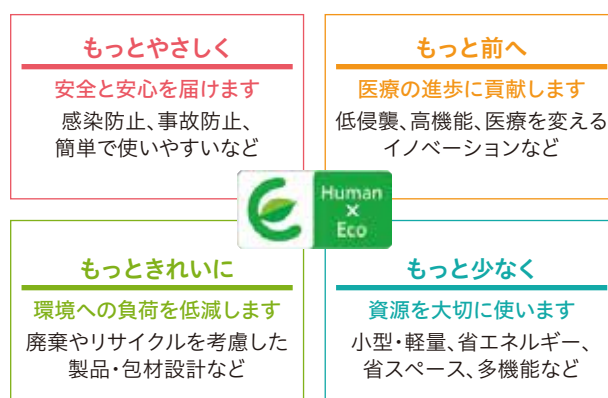 もっとやさしく
安全と安心を届けます
感染防止、事故防止、
簡単で使いやすいなど
もっと前へ
医療の進歩に貢献します
低侵襲、高機能、医療を変える
イノベーションなど
Human
×
Eco
もっときれいに
環境への負荷を低減します
廃棄やリサイクルを考慮した
製品・包材設計など
もっと少なく
資源を大切に使います
小型・軽量、省エネルギー、
省スペース、多機能など